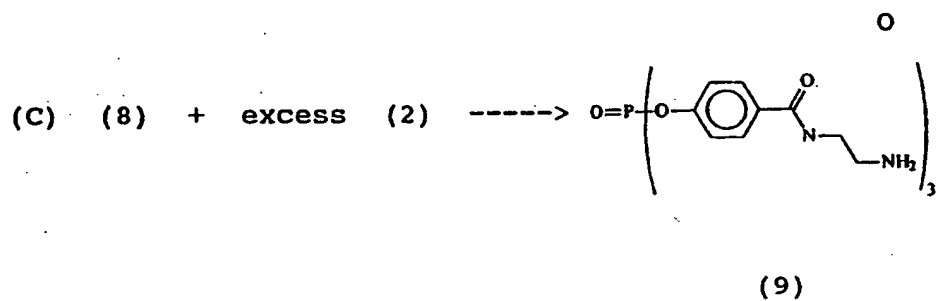 O
(C) (8) + excess (2) -----> O=P O O N NH₂ 3
(9)